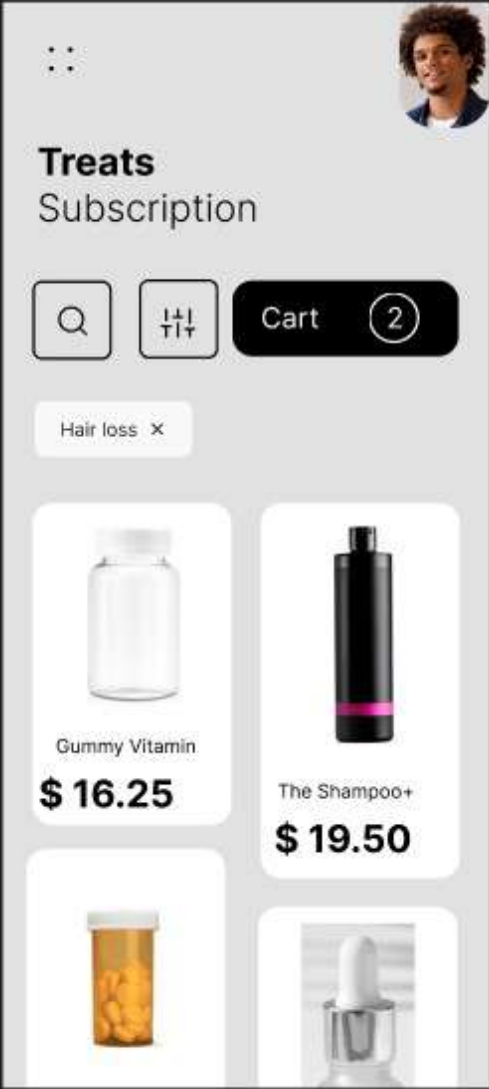 Treats
Subscription
Cart 2
Hair loss ×
Gummy Vitamin
$ 16.25
The Shampoo+
$ 19.50